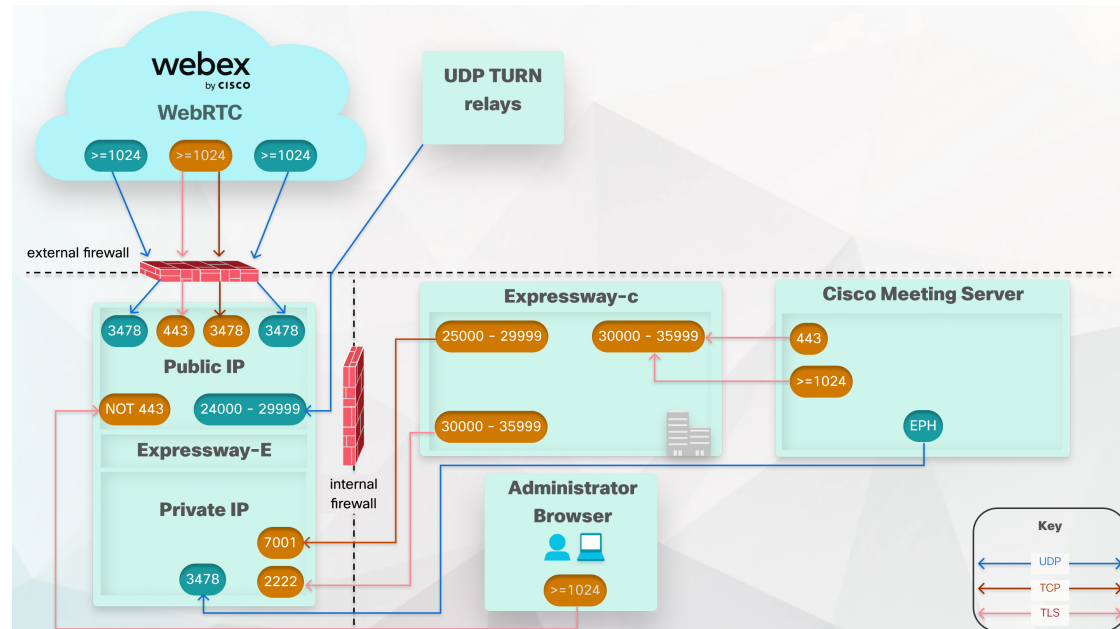 webex
by CISCO
WebRTC
>=1024
>=1024
>=1024
UDP TURN
relays
external firewall
3478
443
3478
3478
Public IP
NOT 443
24000 - 29999
Expressway-E
Private IP
7001
3478
2222
internal
firewall
Expressway-c
25000 - 29999
30000 - 35999
30000 - 35999
Cisco Meeting Server
443
>=1024
EPH
Administrator
Browser
>=1024
Key
UDP
TCP
TLS